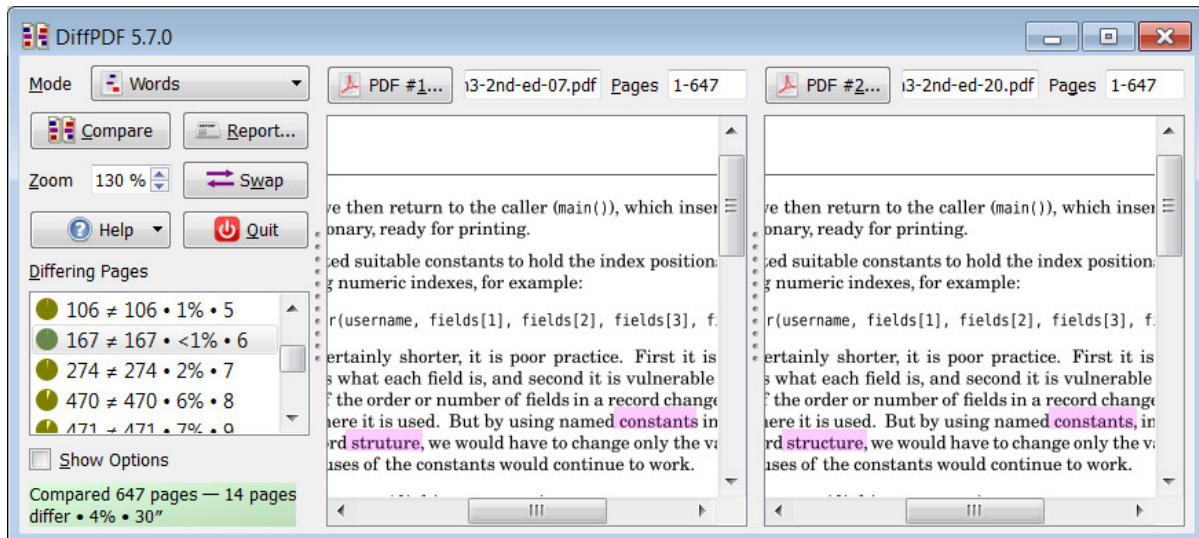 DiffPDF 5.7.0
Mode Words
Compare Report...
Zoom 130 % Swap
Help Quit
Differing Pages
106 ≠ 106 • 1% • 5
167 ≠ 167 • <1% • 6
274 ≠ 274 • 2% • 7
470 ≠ 470 • 6% • 8
471 ≠ 471 • 7% • 9
Show Options
Compared 647 pages — 14 pages
differ • 4% • 30″
PDF #1... 13-2nd-ed-07.pdf Pages 1-647
then return to the caller (main()), which
onary, ready for printing.
ted suitable constants to hold the index position
g numeric indexes, for example:
r(username, fields[1], fields[2], fields[3], f
ertainly shorter, it is poor practice. First it is
s what each field is, and second it is vulnerable
f the order or number of fields in a record change
here it is used. But by using named constants in
rd struture, we would have to change only the
uses of the constants would continue to work.
PDF #2... 13-2nd-ed-20.pdf Pages 1-647
then return to the caller (main()), which
onary, ready for printing.
ted suitable constants to hold the index position
g numeric indexes, for example:
r(username, fields[1], fields[2], fields[3], f
ertainly shorter, it is poor practice. First it is
s what each field is, and second it is vulnerable
f the order or number of fields in a record change
here it is used. But by using named constants, in
rd structure, we would have to change only the
uses of the constants would continue to work.